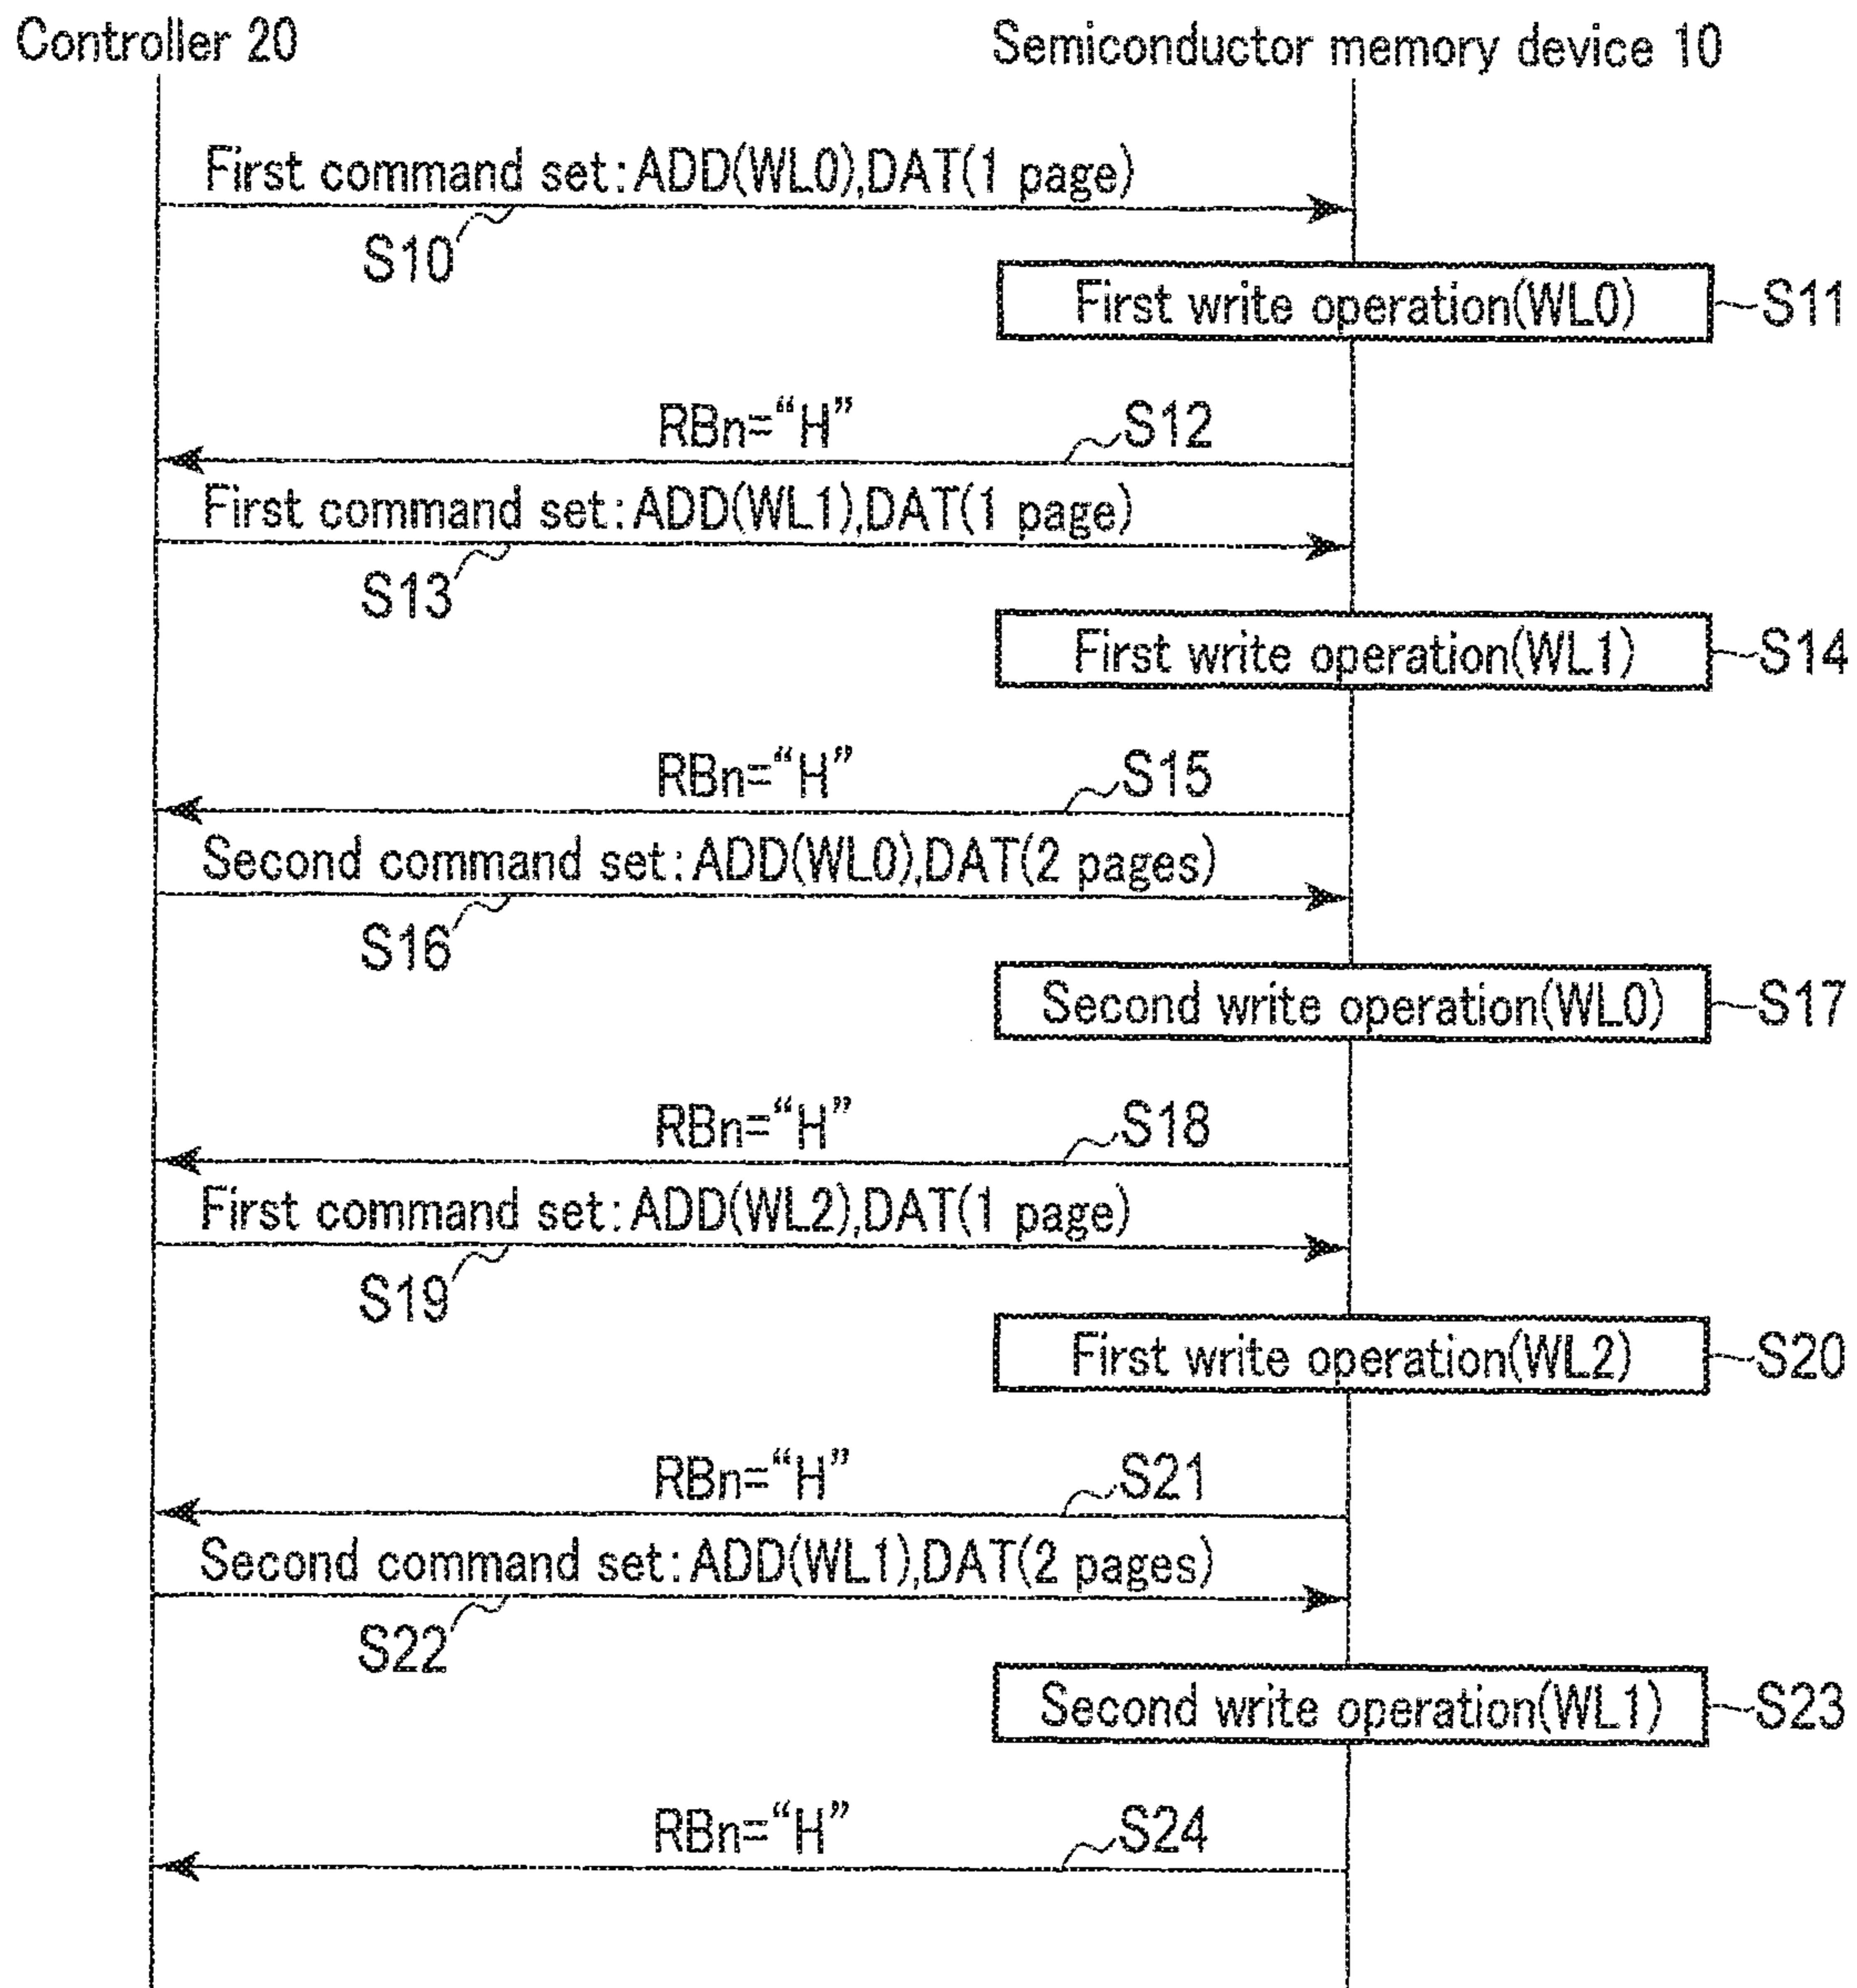 Controller 20
Semiconductor memory device 10
First command set:ADD(WL0),DAT(1 page)
S10
First write operation(WL0)
S11
RBn=“H”
S12
First command set:ADD(WL1),DAT(1 page)
S13
First write operation(WL1)
S14
RBn=“H”
S15
Second command set:ADD(WL0),DAT(2 pages)
S16
Second write operation(WL0)
S17
RBn=“H”
S18
First command set:ADD(WL2),DAT(1 page)
S19
First write operation(WL2)
S20
RBn=“H”
S21
Second command set:ADD(WL1),DAT(2 pages)
S22
Second write operation(WL1)
S23
RBn=“H”
S24